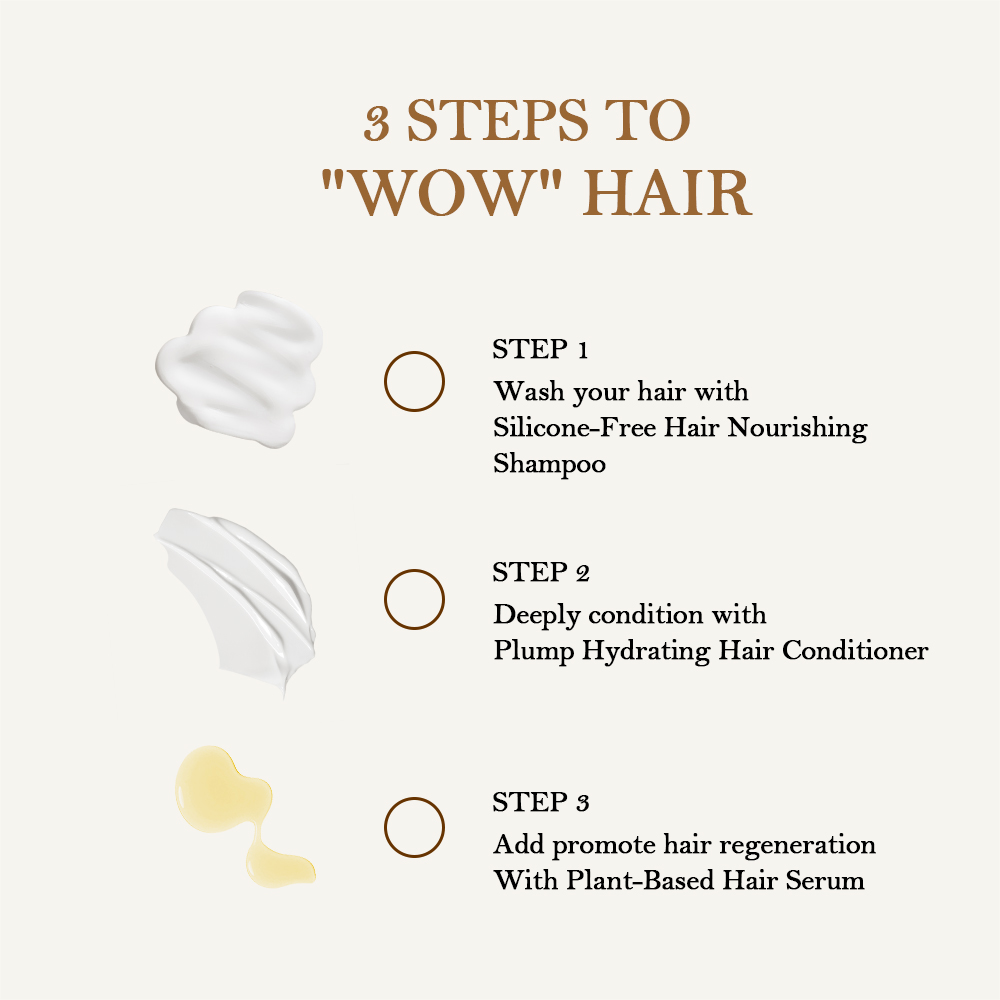 3 STEPS TO
"WOW" HAIR
STEP 1
Wash your hair with
Silicone-Free Hair Nourishing
Shampoo
STEP 2
Deeply condition with
Plump Hydrating Hair Conditioner
STEP 3
Add promote hair regeneration
With Plant-Based Hair Serum